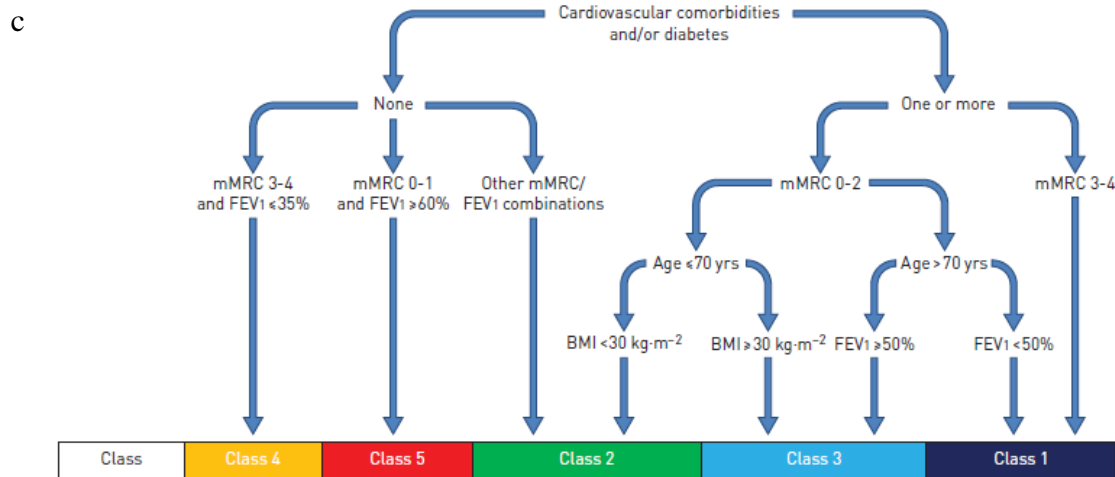 c
Cardiovascular comorbidities
and/or diabetes
None
One or more
mMRC 3-4
and FEV1 ≤35%
mMRC 0-1
and FEV1 ≥60%
Other mMRC/
FEV1 combinations
mMRC 0-2
mMRC 3-4
Age ≤70 yrs
Age >70 yrs
BMI <30 kg·m⁻²
BMI ≥30 kg·m⁻²
FEV1 ≥50%
FEV1 <50%
Class
Class 4
Class 5
Class 2
Class 3
Class 1